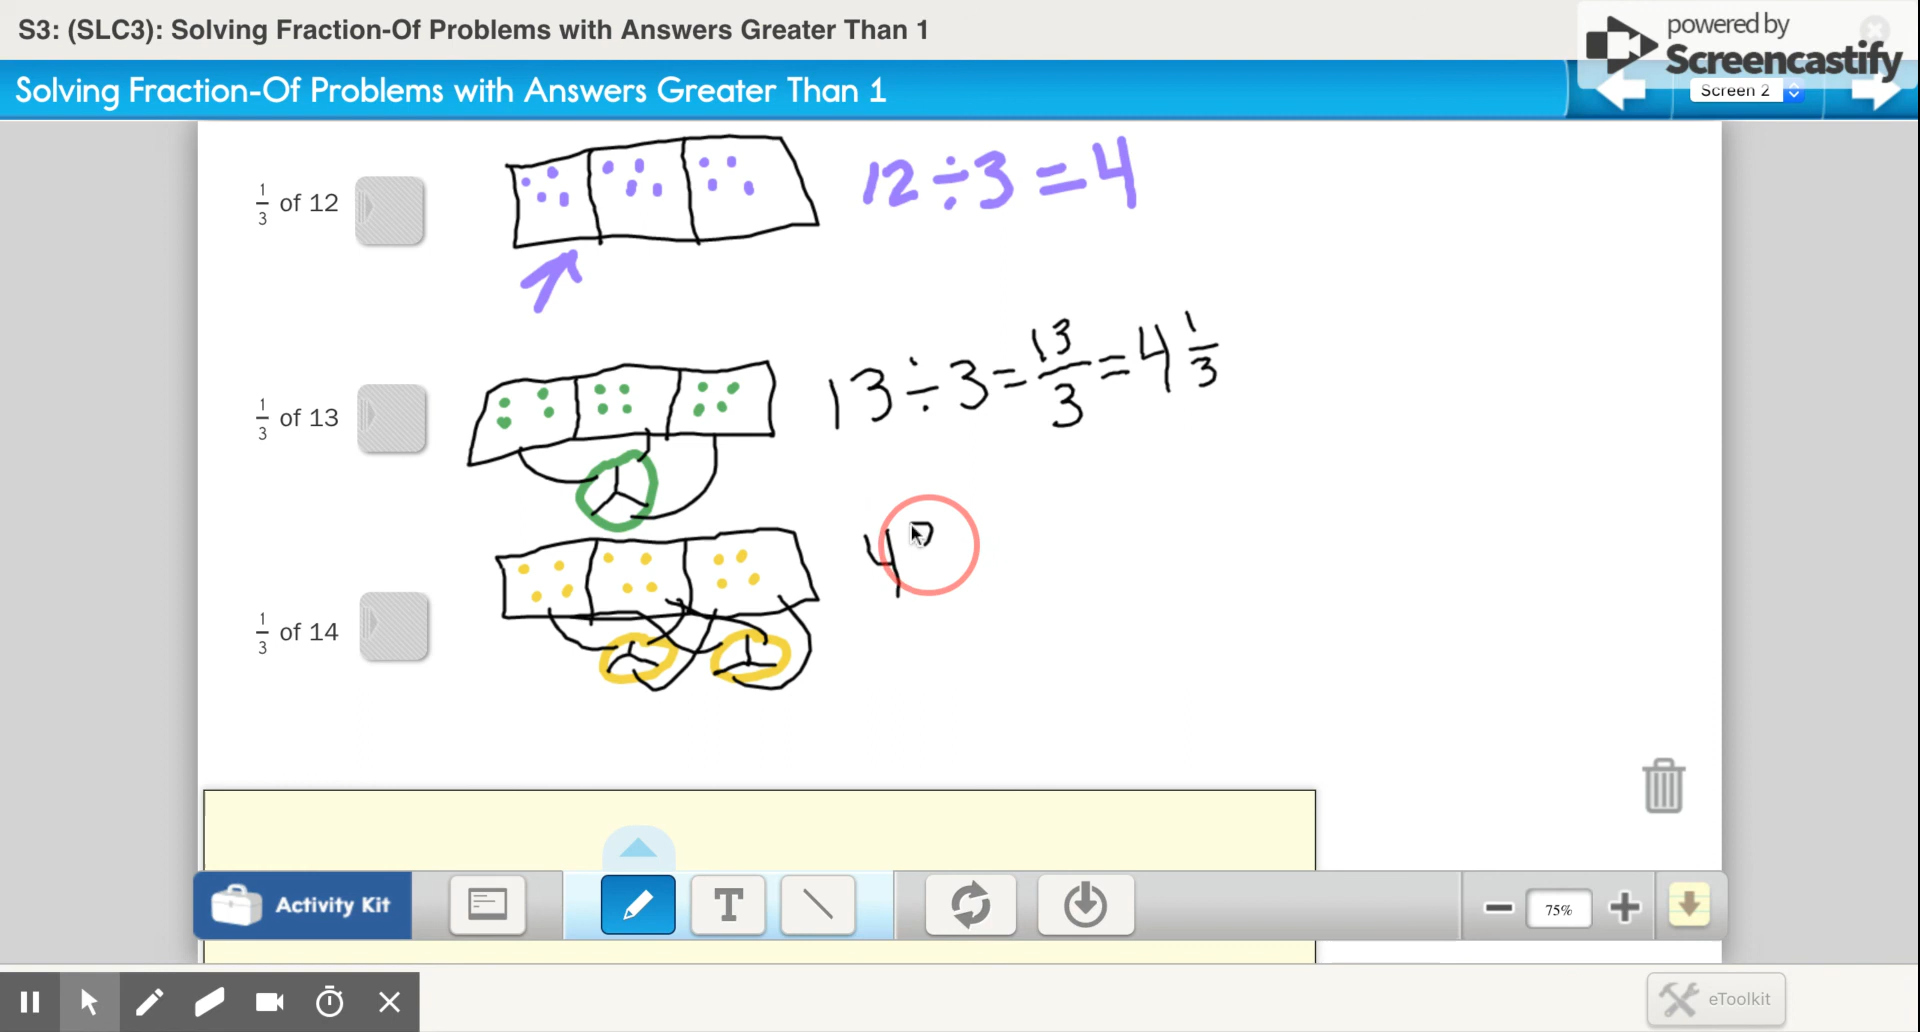 S3: (SLC3): Solving Fraction-Of Problems with Answers Greater Than 1
powered by
Screencastify
Solving Fraction-Of Problems with Answers Greater Than 1
Screen 2
1/3 of 12
12÷3=4
1/3 of 13
13÷3=13/3=4 1/3
1/3 of 14
4
Activity Kit
T
75%
eToolkit